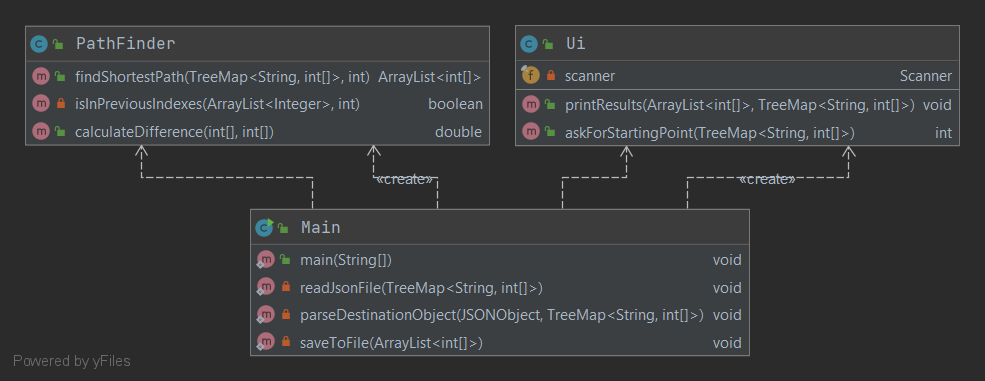 PathFinder
findShortestPath(TreeMap<String, int[]>, int) ArrayList<int[]>
isInPreviousIndexes(ArrayList<Integer>, int) boolean
calculateDifference(int[], int[]) double
Ui
scanner Scanner
printResults(ArrayList<int[]>, TreeMap<String, int[]>) void
askForStartingPoint(TreeMap<String, int[]>) int
«create»
«create»
Main
main(String[]) void
readJsonFile(TreeMap<String, int[]>) void
parseDestinationObject(JSONObject, TreeMap<String, int[]>) void
saveToFile(ArrayList<int[]>) void
Powered by yFiles